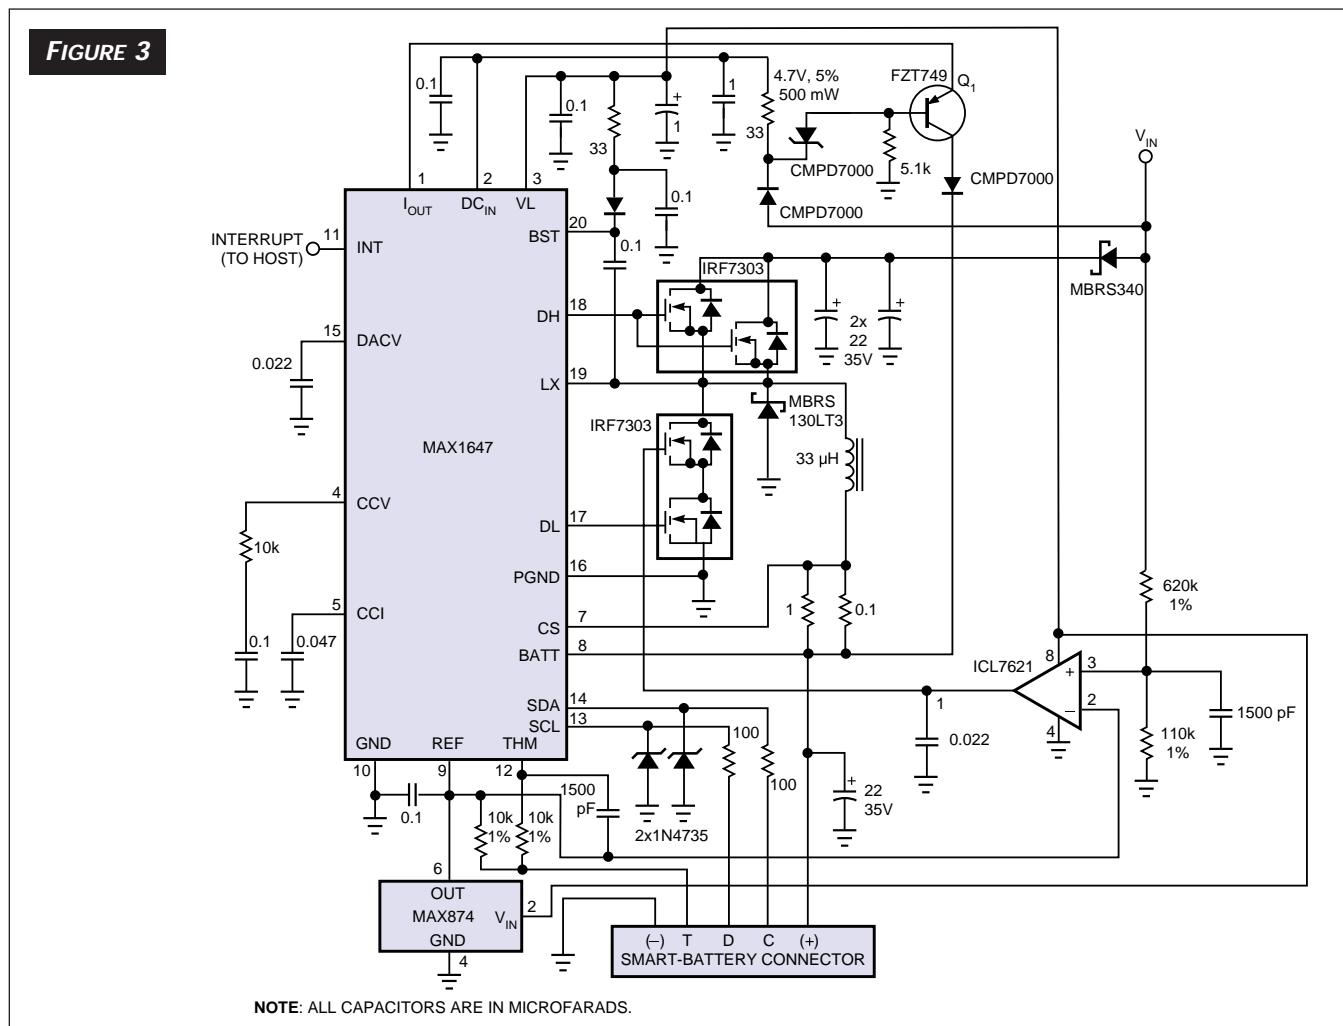 FIGURE 3
0.1
0.1
33
1
1
4.7V, 5%
500 mW
33
FZT749
Q1
CMPD7000
5.1k
CMPD7000
CMPD7000
VIN
1
2
3
IOUT
DCIN
VL
0.1
20
BST
11
INTERRUPT
(TO HOST)
INT
0.1
IRF7303
MBRS340
18
DH
2x
22
35V
15
DACV
0.022
19
LX
MBRS
130LT3
IRF7303
MAX1647
33 µH
4
CCV
17
DL
10k
16
PGND
620k
1%
5
CCI
1
0.1
7
CS
0.1
0.047
8
BATT
ICL7621
8
3
+
2
–
4
1
14
SDA
13
SCL
1500 pF
110k
1%
0.022
100
100
GND
REF
THM
10
9
12
1500
pF
22
35V
0.1
10k
1%
10k
1%
2x1N4735
6
OUT
MAX874
VIN
2
GND
4
(–) T D C (+)
SMART-BATTERY CONNECTOR
NOTE: ALL CAPACITORS ARE IN MICROFARADS.